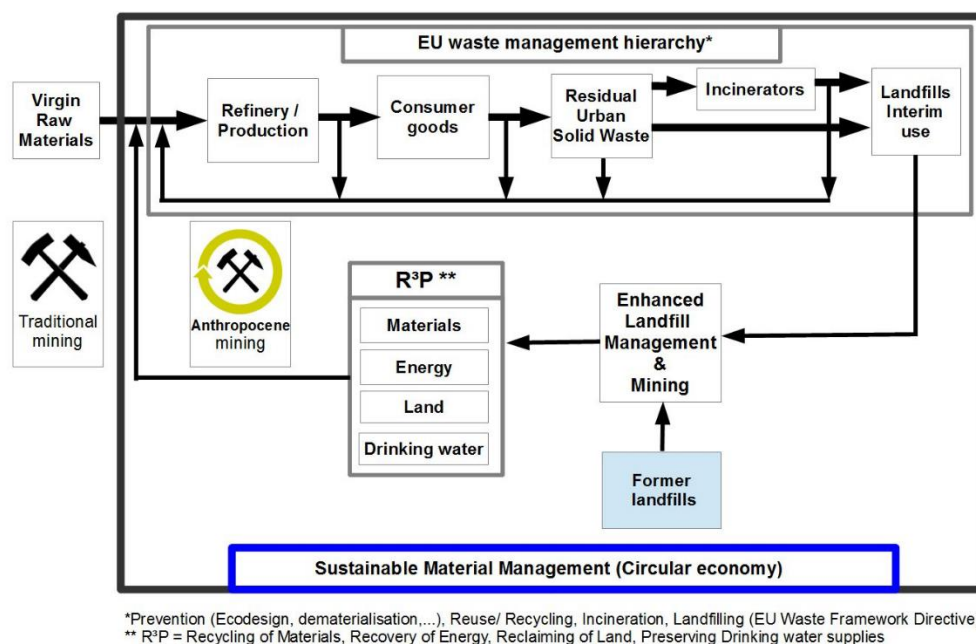 EU waste management hierarchy*
Virgin
Raw
Materials
Refinery /
Production
Consumer
goods
Residual
Urban
Solid Waste
Incinerators
Landfills
Interim
use
Traditional
mining
Anthropocene
mining
R³P **
Materials
Energy
Land
Drinking water
Enhanced
Landfill
Management
&
Mining
Former
landfills
Sustainable Material Management (Circular economy)
*Prevention (Ecodesign, dematerialisation,...), Reuse/ Recycling, Incineration, Landfilling (EU Waste Framework Directive
** R³P = Recycling of Materials, Recovery of Energy, Reclaiming of Land, Preserving Drinking water supplies